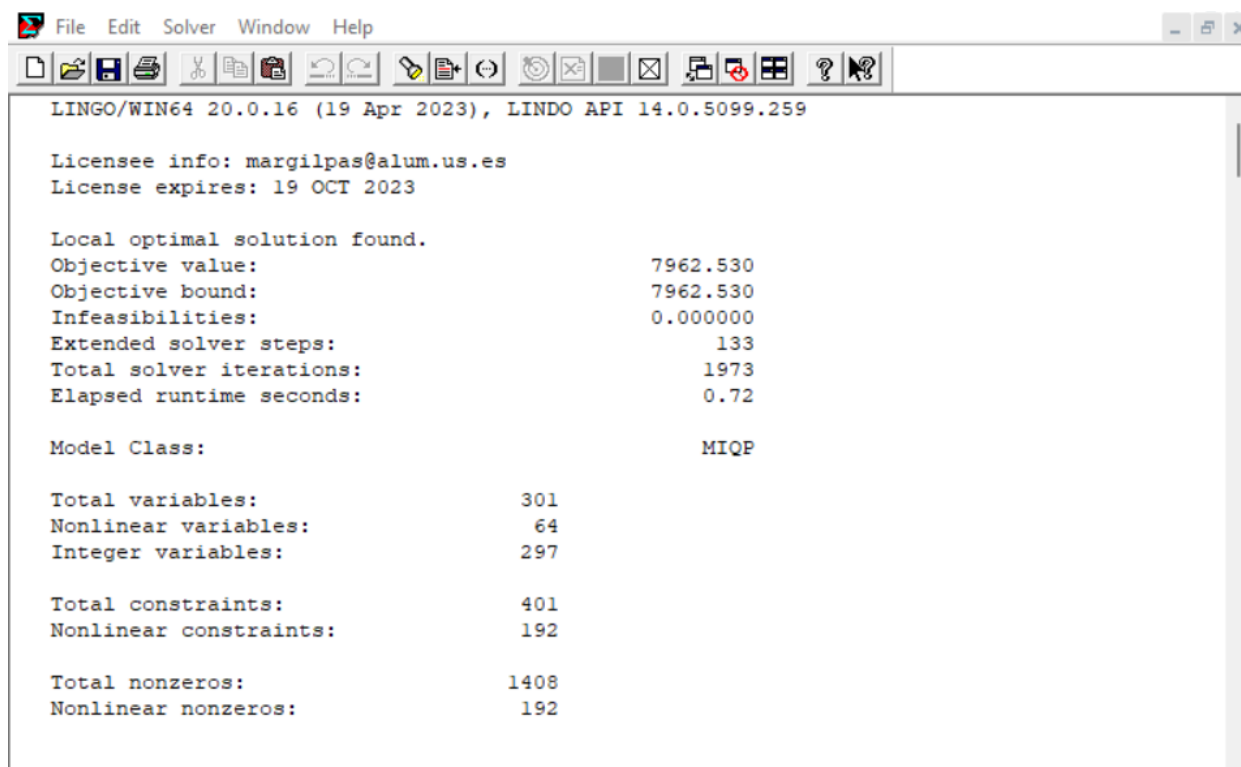 File Edit Solver Window Help
LINGO/WIN64 20.0.16 (19 Apr 2023), LINDO API 14.0.5099.259
Licensee info: margilpas@alum.us.es
License expires: 19 OCT 2023
Local optimal solution found.
Objective value: 7962.530
Objective bound: 7962.530
Infeasibilities: 0.000000
Extended solver steps: 133
Total solver iterations: 1973
Elapsed runtime seconds: 0.72
Model Class: MIQP
Total variables: 301
Nonlinear variables: 64
Integer variables: 297
Total constraints: 401
Nonlinear constraints: 192
Total nonzeros: 1408
Nonlinear nonzeros: 192